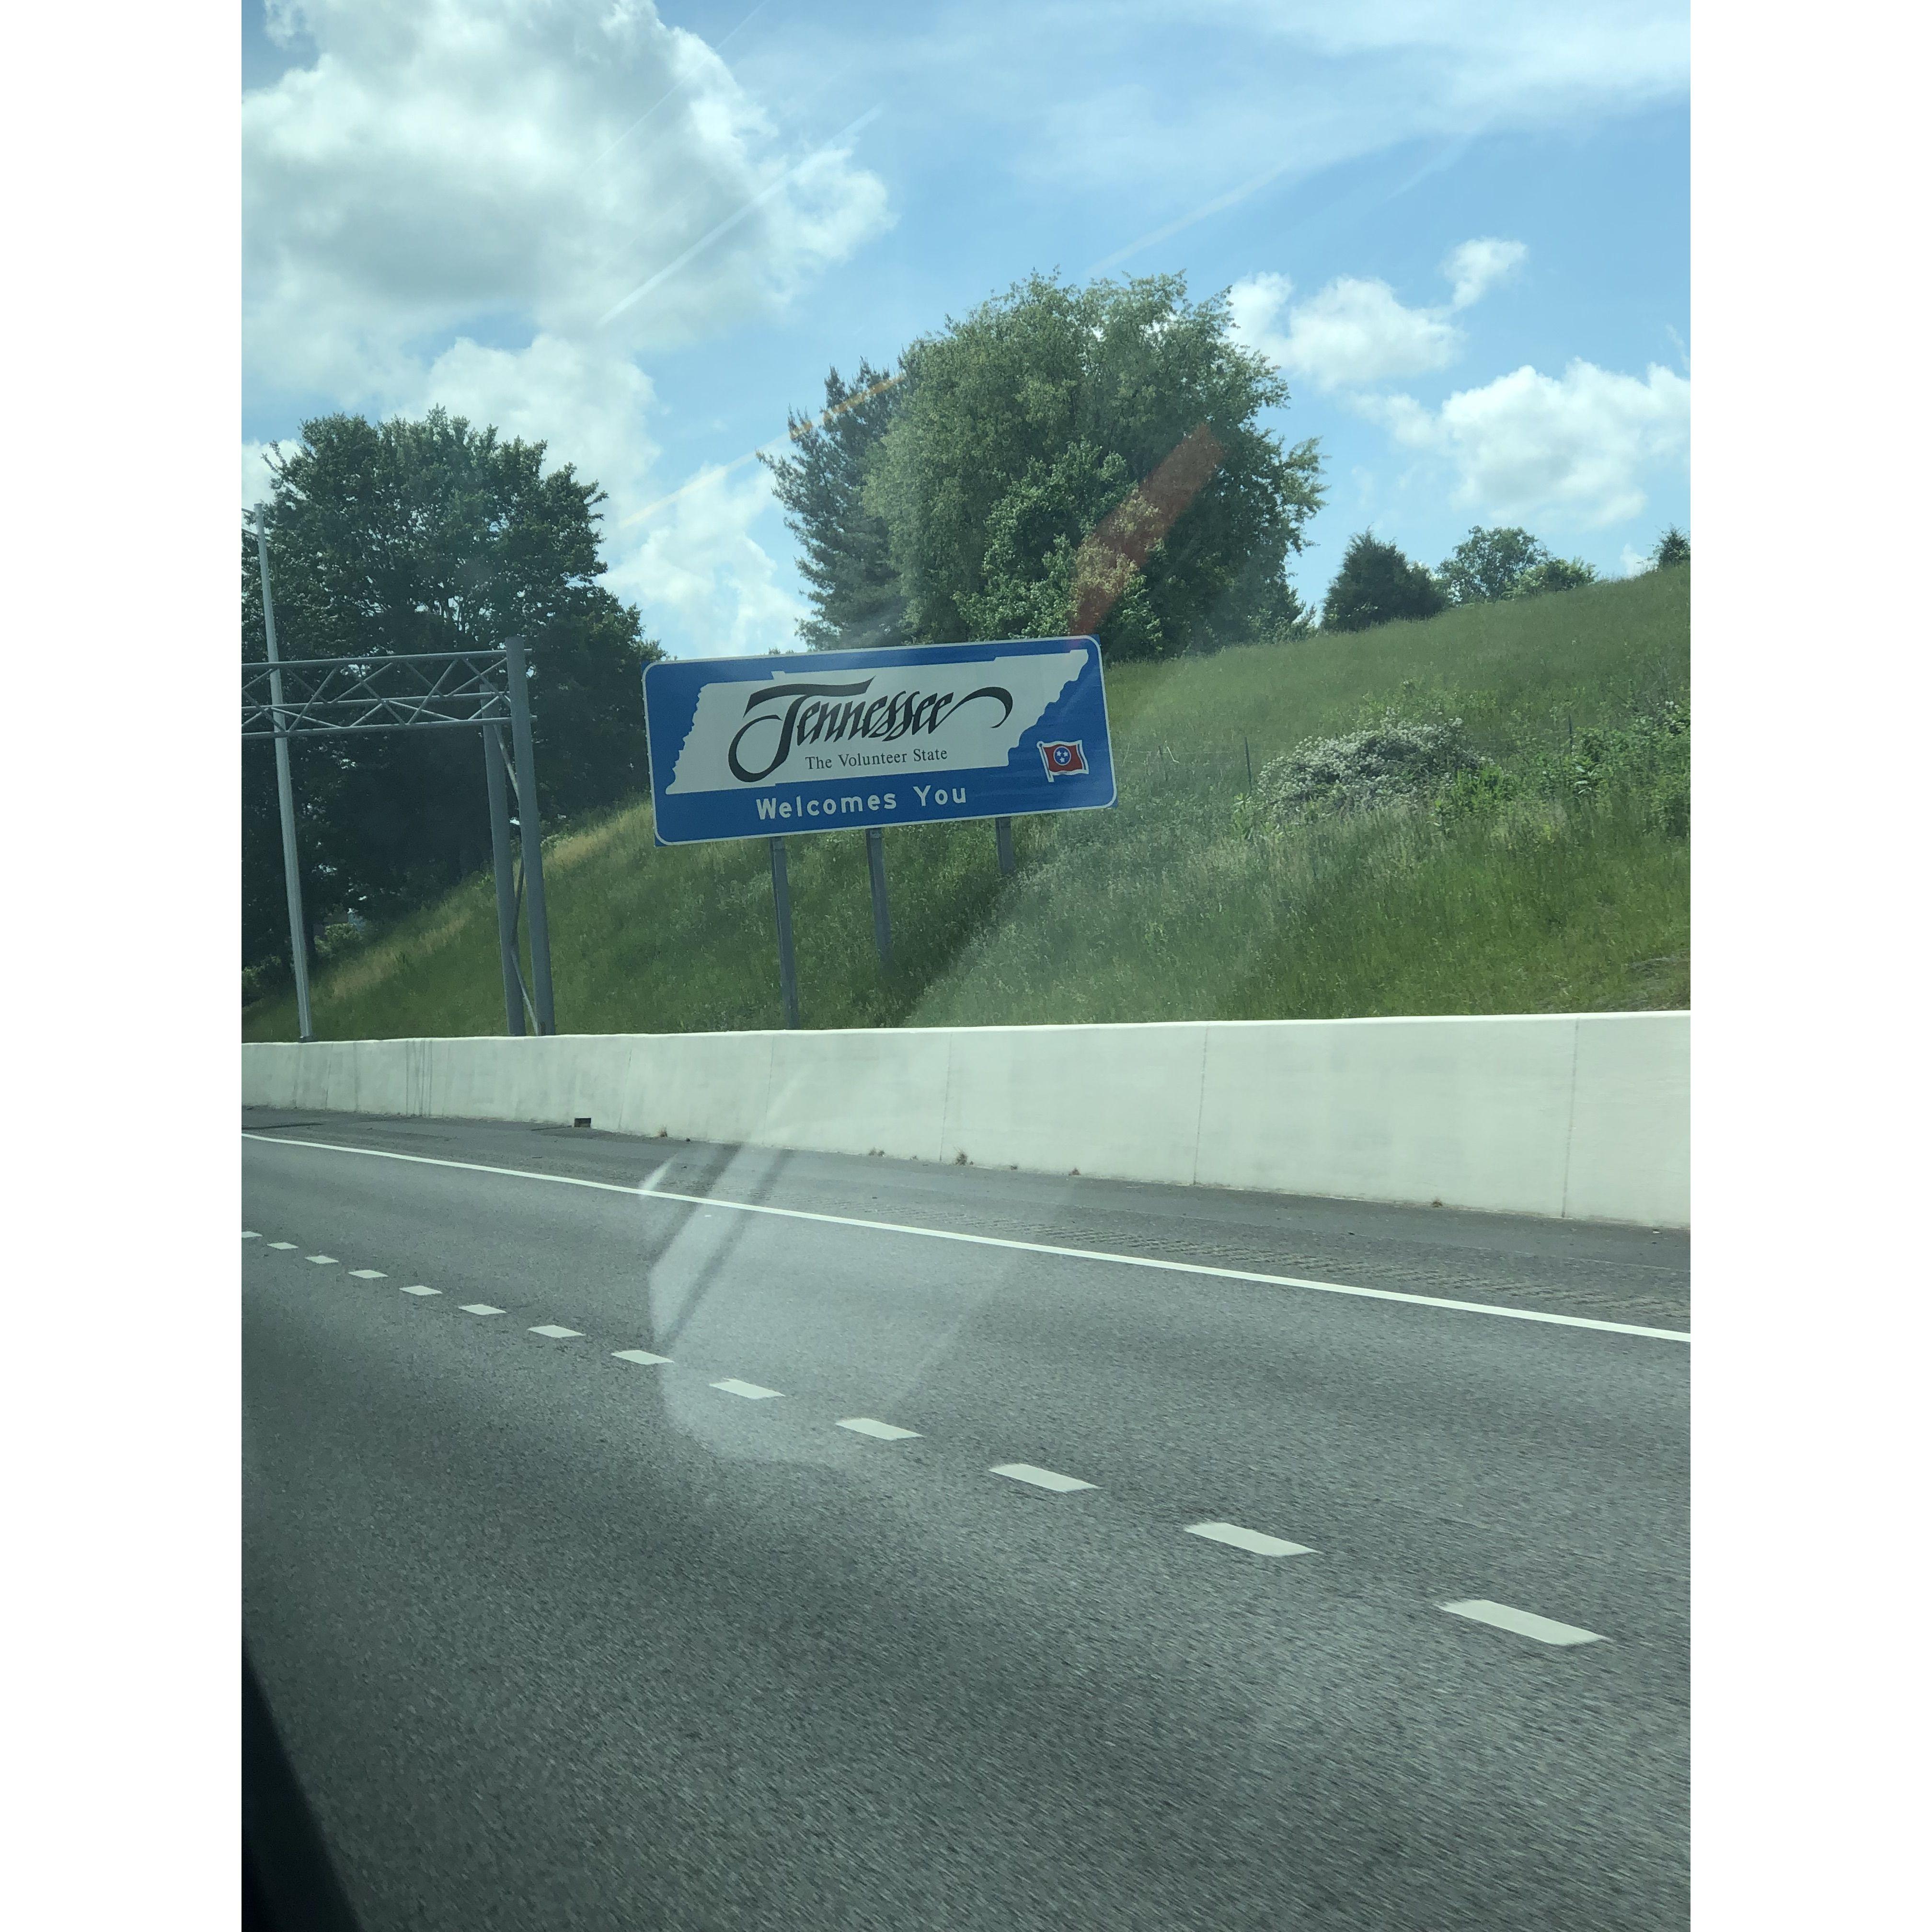 Tennessee
The Volunteer State
Welcomes You